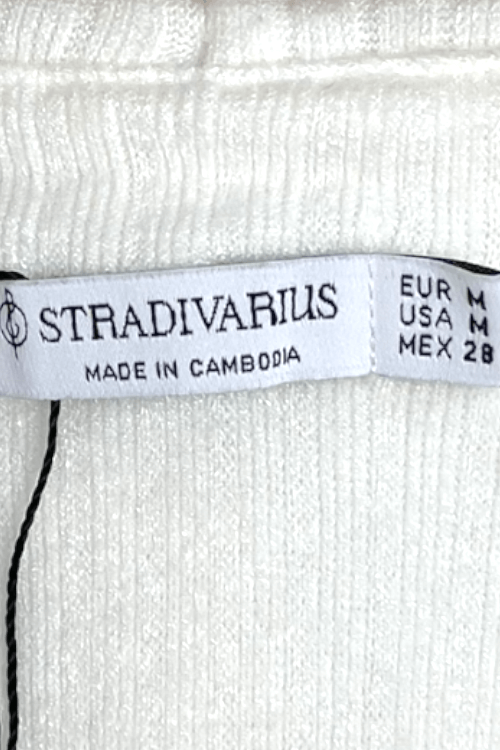 STRADIVARIUS
MADE IN CAMBODIA
EUR M
USA M
MEX 28